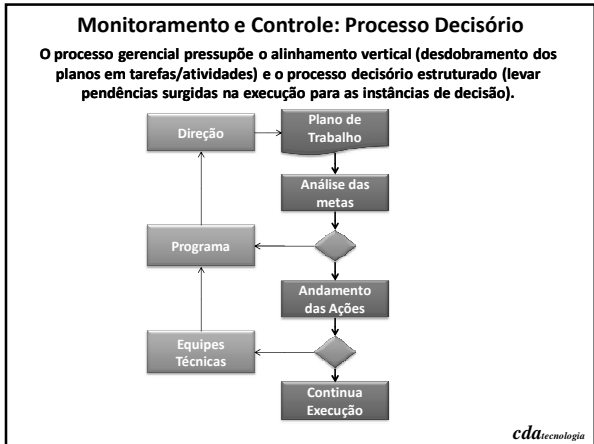 Monitoramento e Controle: Processo Decisório
O processo gerencial pressupõe o alinhamento vertical (desdobramento dos
planos em tarefas/atividades) e o processo decisório estruturado (levar
pendências surgidas na execução para as instâncias de decisão).
Direção
Plano de
Trabalho
Análise das
metas
Programa
Andamento
das Ações
Equipes
Técnicas
Continua
Execução
cdatecnologia